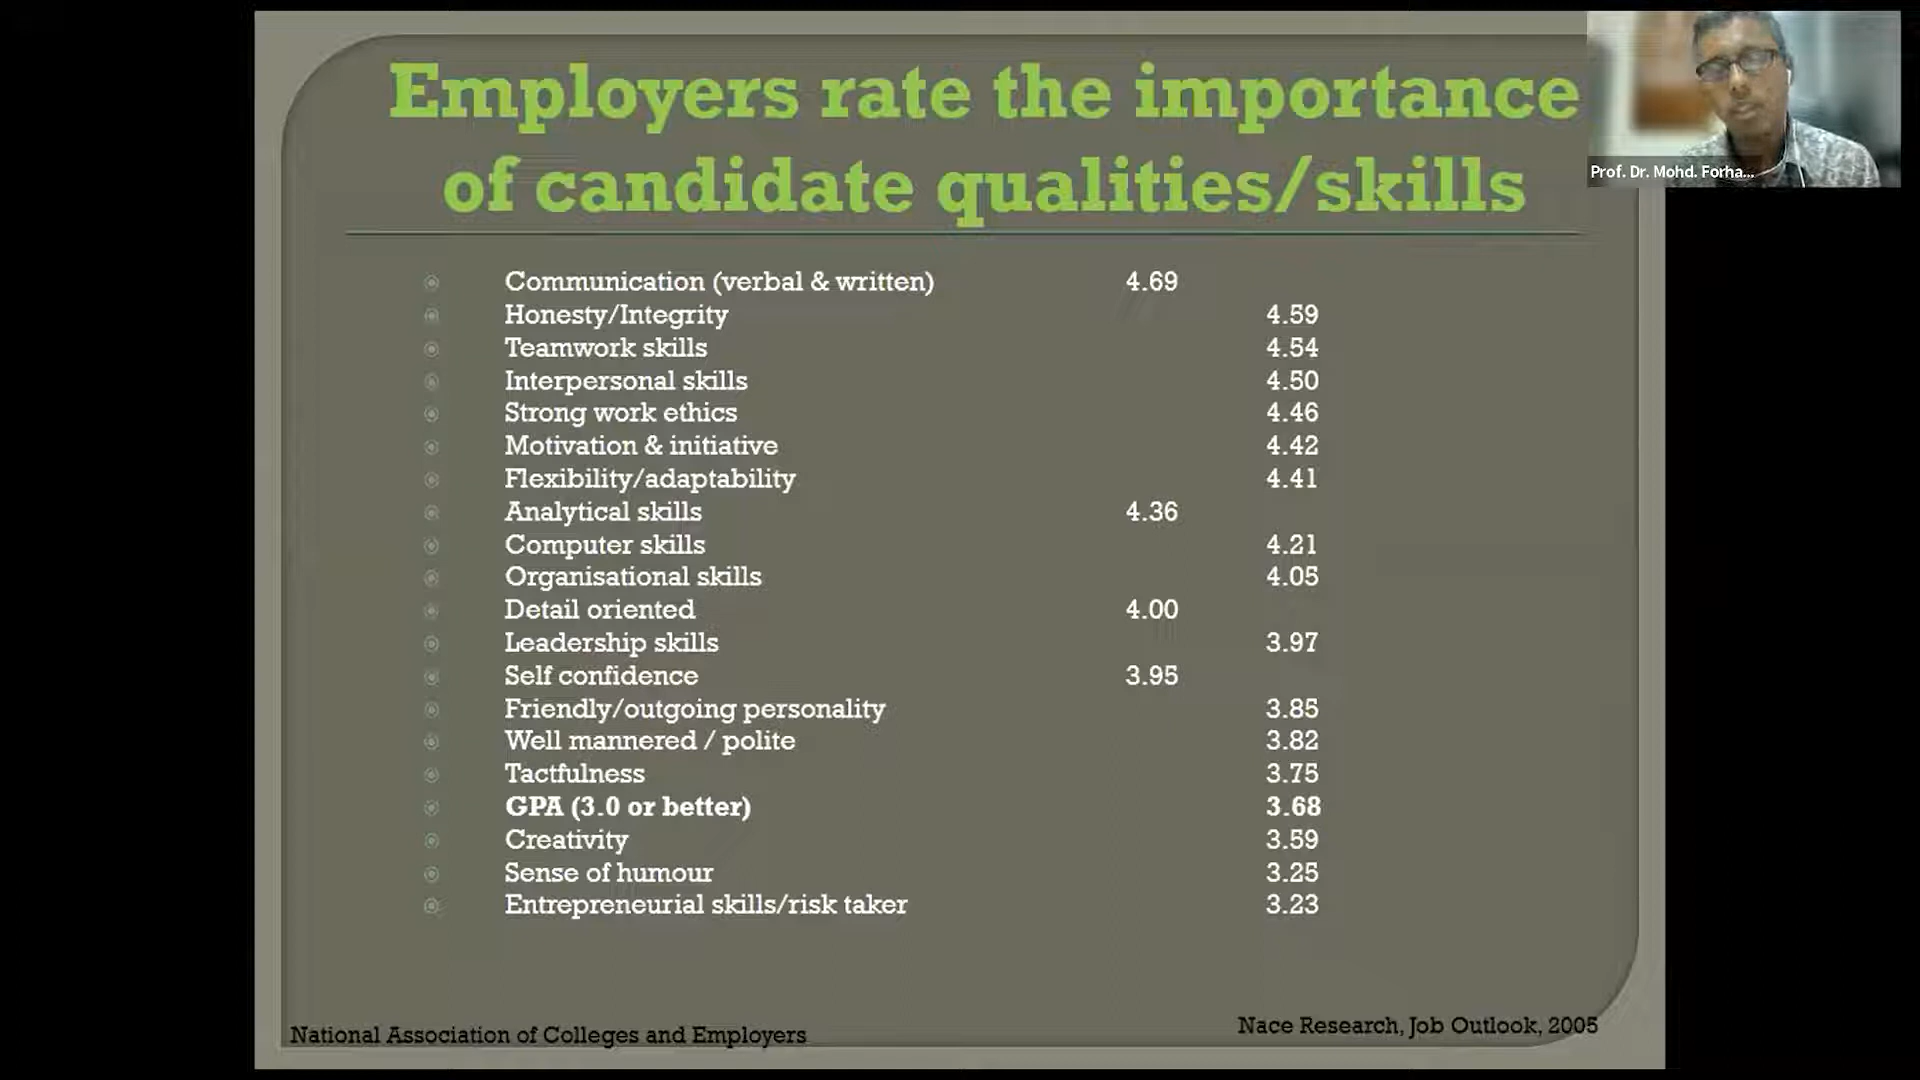 Employers rate the importance
of candidate qualities/skills
Prof. Dr. Mohd. Forha...
Communication (verbal & written) 4.69
Honesty/Integrity 4.59
Teamwork skills 4.54
Interpersonal skills 4.50
Strong work ethics 4.46
Motivation & initiative 4.42
Flexibility/adaptability 4.41
Analytical skills 4.36
Computer skills 4.21
Organisational skills 4.05
Detail oriented 4.00
Leadership skills 3.97
Self confidence 3.95
Friendly/outgoing personality 3.85
Well mannered / polite 3.82
Tactfulness 3.75
GPA (3.0 or better) 3.68
Creativity 3.59
Sense of humour 3.25
Entrepreneurial skills/risk taker 3.23
National Association of Colleges and Employers
Nace Research, Job Outlook, 2005